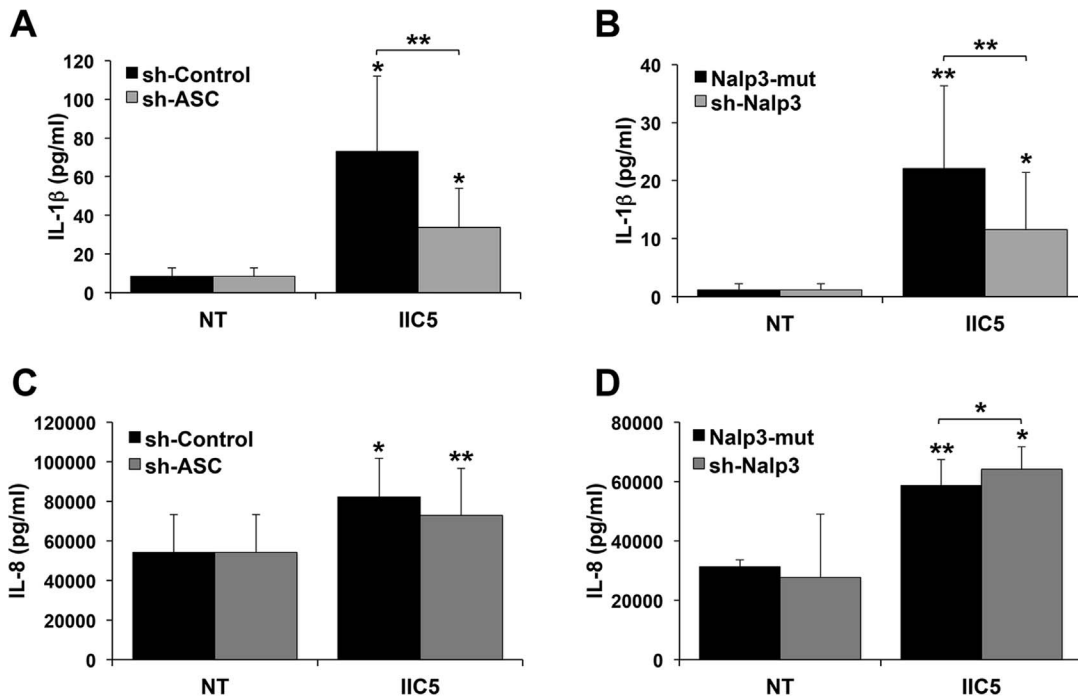 A
IL-1β (pg/ml)
120
100
80
60
40
20
0
sh-Control
sh-ASC
*
**
*
NT
IIC5
B
IL-1β (pg/ml)
40
30
20
10
0
Nalp3-mut
sh-Nalp3
**
**
*
NT
IIC5
C
IL-8 (pg/ml)
120000
100000
80000
60000
40000
20000
0
sh-Control
sh-ASC
*
**
NT
IIC5
D
IL-8 (pg/ml)
80000
60000
40000
20000
0
Nalp3-mut
sh-Nalp3
*
**
*
NT
IIC5